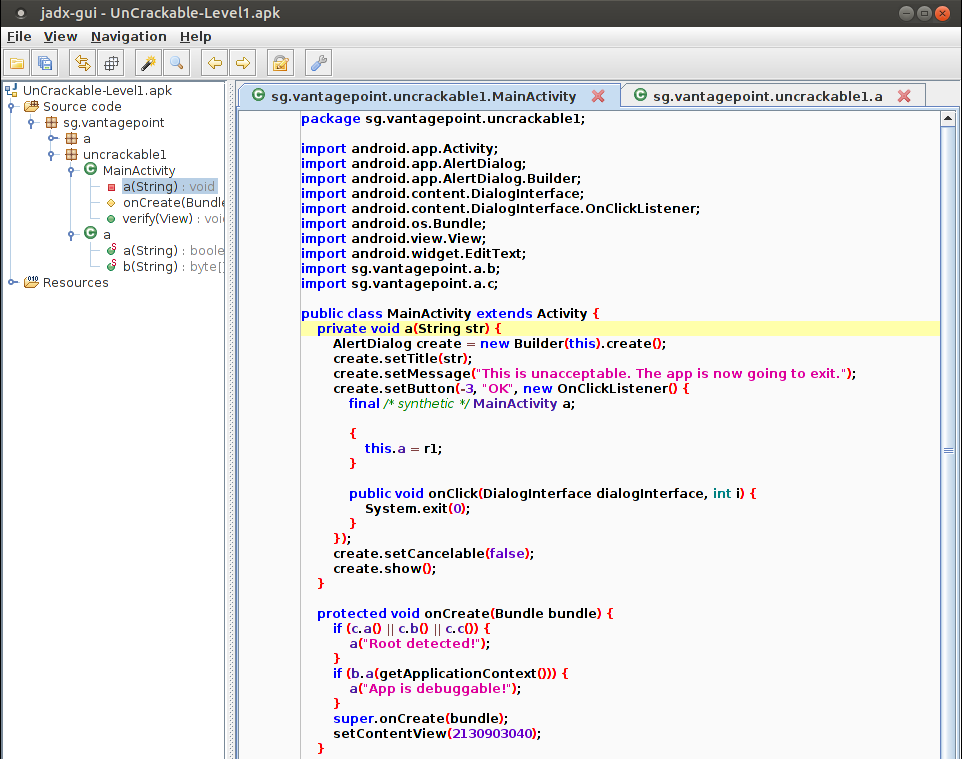 jadx-gui - UnCrackable-Level1.apk
File View Navigation Help
UnCrackable-Level1.apk
Source code
sg.vantagepoint
a
uncrackable1
MainActivity
a(String) : void
onCreate(Bundle
verify(View) : voi
a
a(String) : boole
b(String) : byte[]
Resources
sg.vantagepoint.uncrackable1.MainActivity
sg.vantagepoint.uncrackable1.a
package sg.vantagepoint.uncrackable1;
import android.app.Activity;
import android.app.AlertDialog;
import android.app.AlertDialog.Builder;
import android.content.DialogInterface;
import android.content.DialogInterface.OnClickListener;
import android.os.Bundle;
import android.view.View;
import android.widget.EditText;
import sg.vantagepoint.a.b;
import sg.vantagepoint.a.c;
public class MainActivity extends Activity {
private void a(String str) {
AlertDialog create = new Builder(this).create();
create.setTitle(str);
create.setMessage("This is unacceptable. The app is now going to exit.");
create.setButton(-3, "OK", new OnClickListener() {
final /* synthetic */ MainActivity a;
{
this.a = r1;
}
public void onClick(DialogInterface dialogInterface, int i) {
System.exit(0);
}
});
create.setCancelable(false);
create.show();
}
protected void onCreate(Bundle bundle) {
if (c.a() || c.b() || c.c()) {
a("Root detected!");
}
if (b.a(getApplicationContext())) {
a("App is debuggable!");
}
super.onCreate(bundle);
setContentView(2130903040);
}